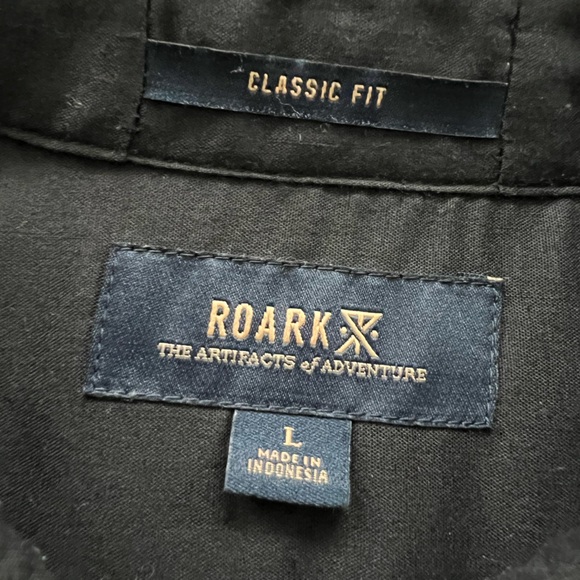 CLASSIC FIT
ROARK
THE ARTIFACTS of ADVENTURE
L
MADE IN
INDONESIA